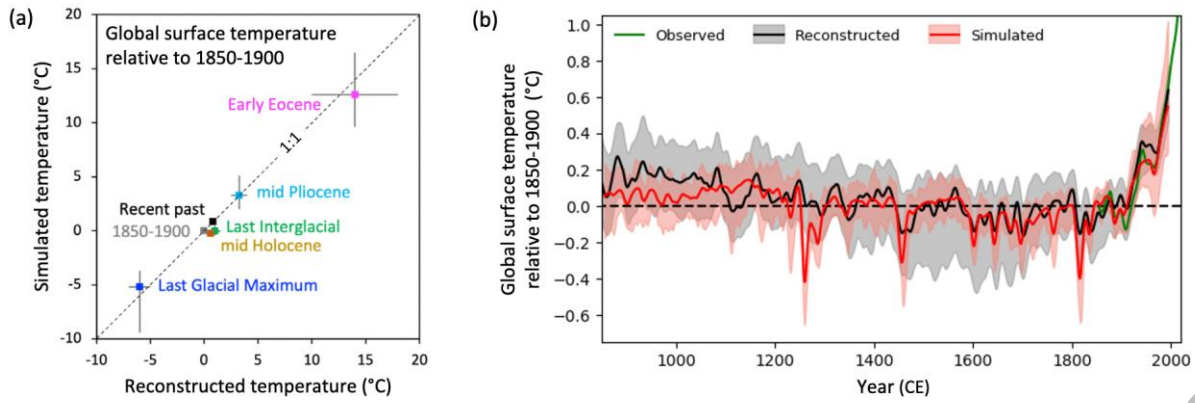 (a)
Global surface temperature
relative to 1850-1900
20
15
10
5
0
-5
-10
Simulated temperature (°C)
Early Eocene
1:1
mid Pliocene
Recent past
1850-1900
Last Interglacial
mid Holocene
Last Glacial Maximum
-10
-5
0
5
10
15
20
Reconstructed temperature (°C)
(b)
Global surface temperature
relative to 1850-1900 (°C)
1.0
0.8
0.6
0.4
0.2
0.0
−0.2
−0.4
−0.6
Observed
Reconstructed
Simulated
1000
1200
1400
1600
1800
2000
Year (CE)